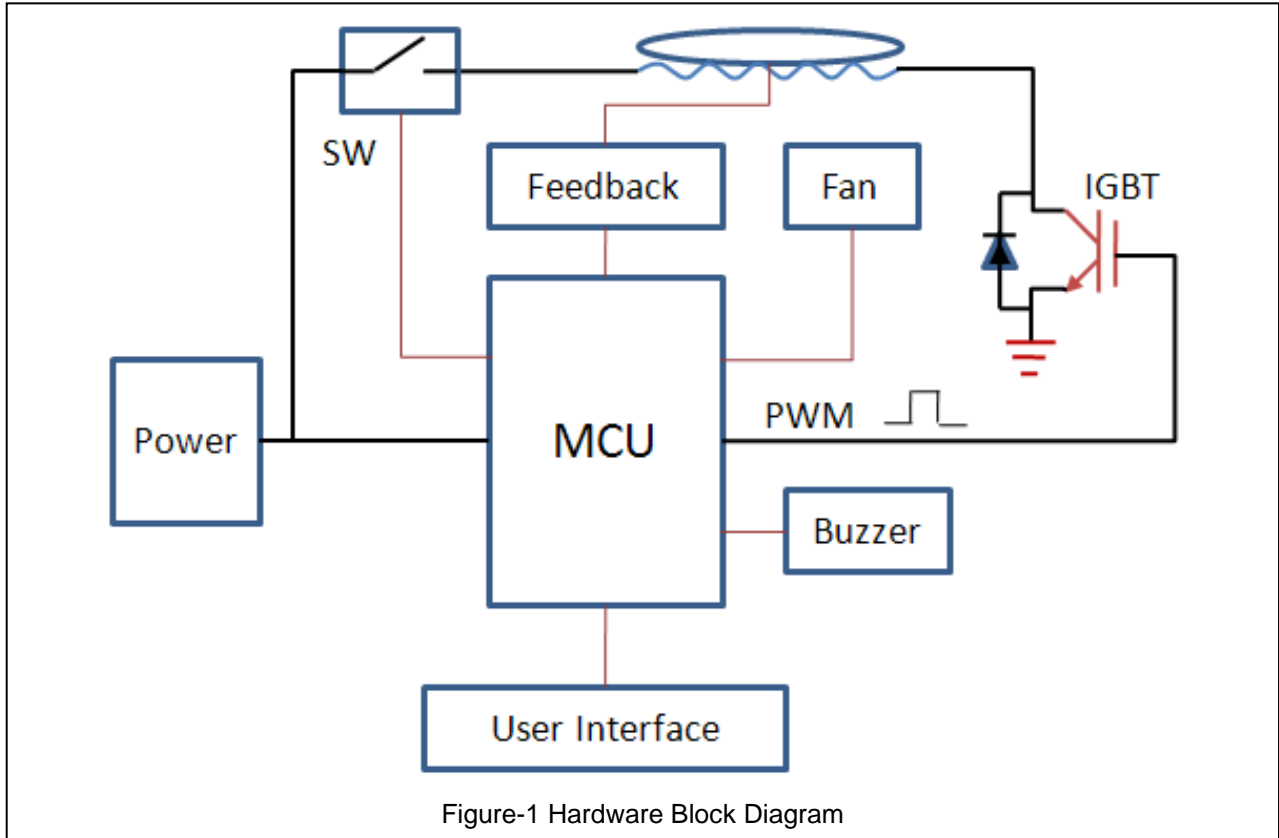 SW
Feedback
Fan
IGBT
Power
MCU
PWM
Buzzer
User Interface
Figure-1 Hardware Block Diagram